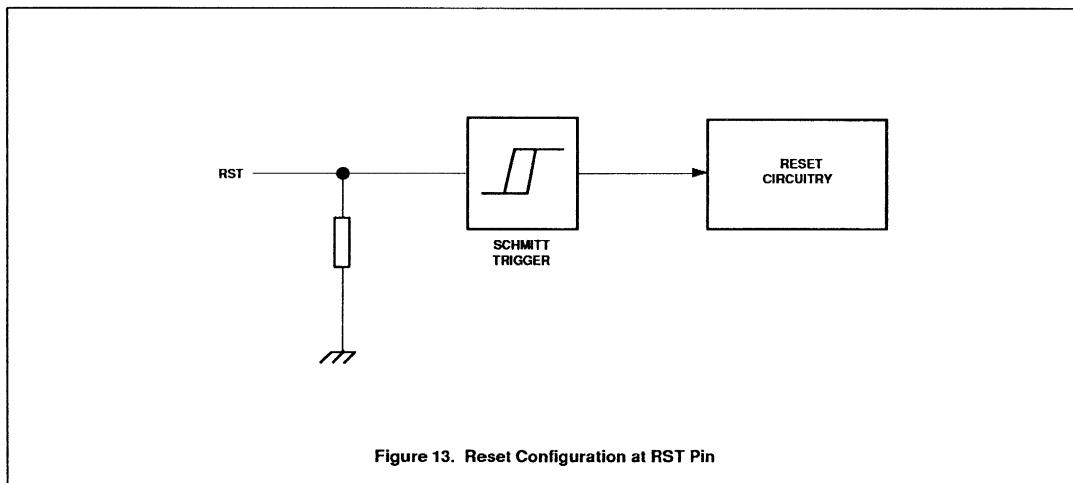 RST
SCHMITT
TRIGGER
RESET
CIRCUITRY
Figure 13. Reset Configuration at RST Pin